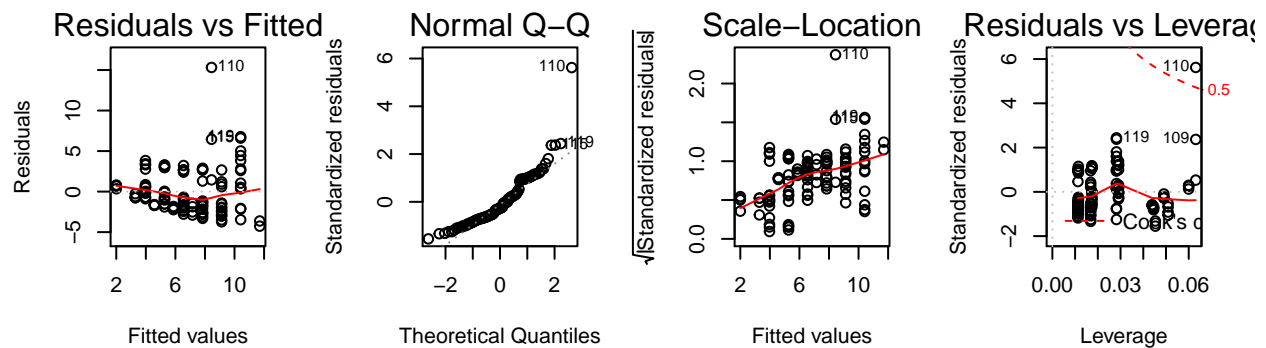 Residuals vs Fitted
Residuals
10
5
0
−5
110
119
2
6
10
Fitted values
Normal Q−Q
Standardized residuals
6
4
2
0
110
119
−2
0
2
Theoretical Quantiles
Scale−Location
√|Standardized residuals|
2.0
1.0
0.0
110
2
6
10
Fitted values
Residuals vs Leverag
Standardized residuals
6
4
2
0
−2
110
0.5
119
109
Cook's d
0.00
0.03
0.06
Leverage